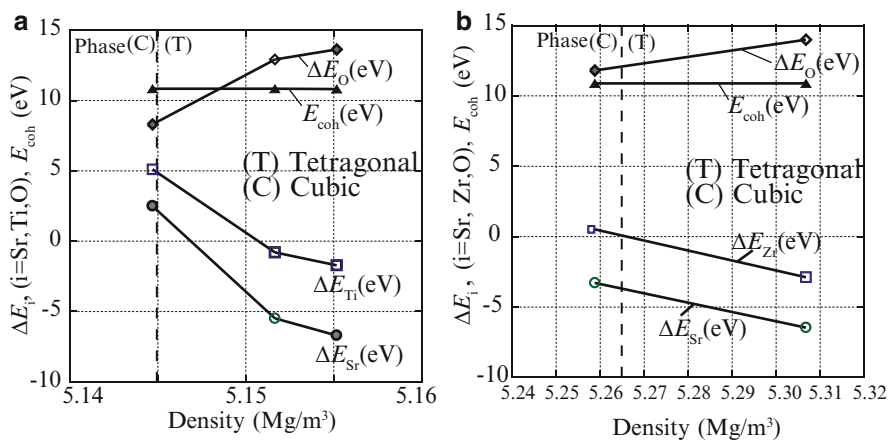 a
15
10
5
0
-5
-10
ΔEᵢ, (i=Sr,Ti,O), E_coh (eV)
Phase(C) (T)
ΔE_O(eV)
E_coh(eV)
(T) Tetragonal
(C) Cubic
ΔE_Ti(eV)
ΔE_Sr(eV)
5.14 5.15 5.16
Density (Mg/m³)
b
15
10
5
0
-5
-10
ΔE_i, (i=Sr, Zr,O), E_coh (eV)
Phase(C) (T)
ΔE_O(eV)
E_coh(eV)
(T) Tetragonal
(C) Cubic
ΔE_Zr(eV)
ΔE_Sr(eV)
5.24 5.25 5.26 5.27 5.28 5.29 5.30 5.31 5.32
Density (Mg/m³)